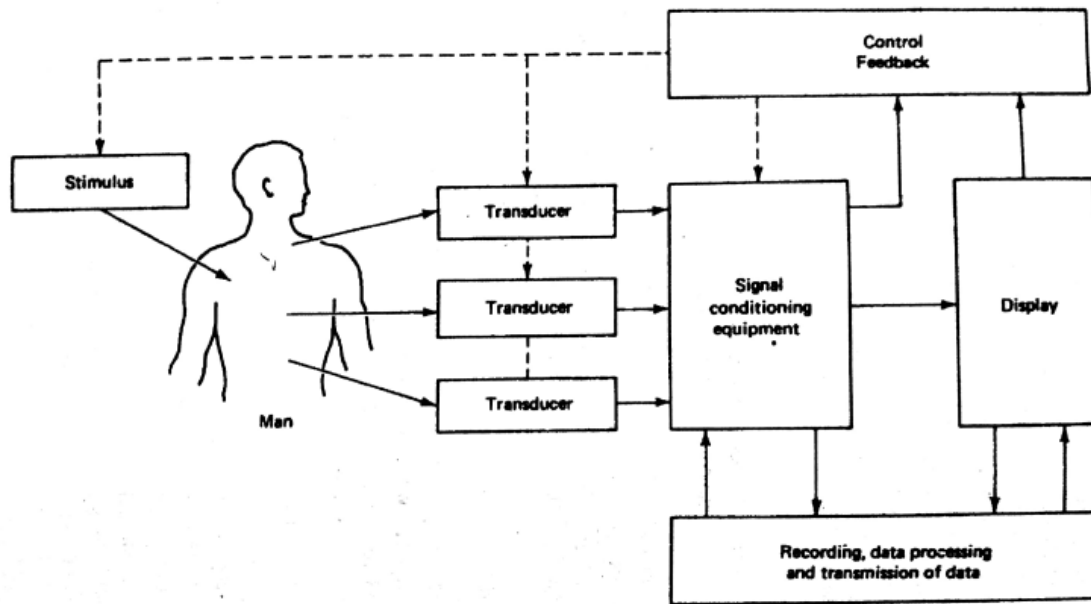 Control
Feedback
Stimulus
Transducer
Transducer
Transducer
Signal
conditioning
equipment
Display
Man
Recording, data processing
and transmission of data